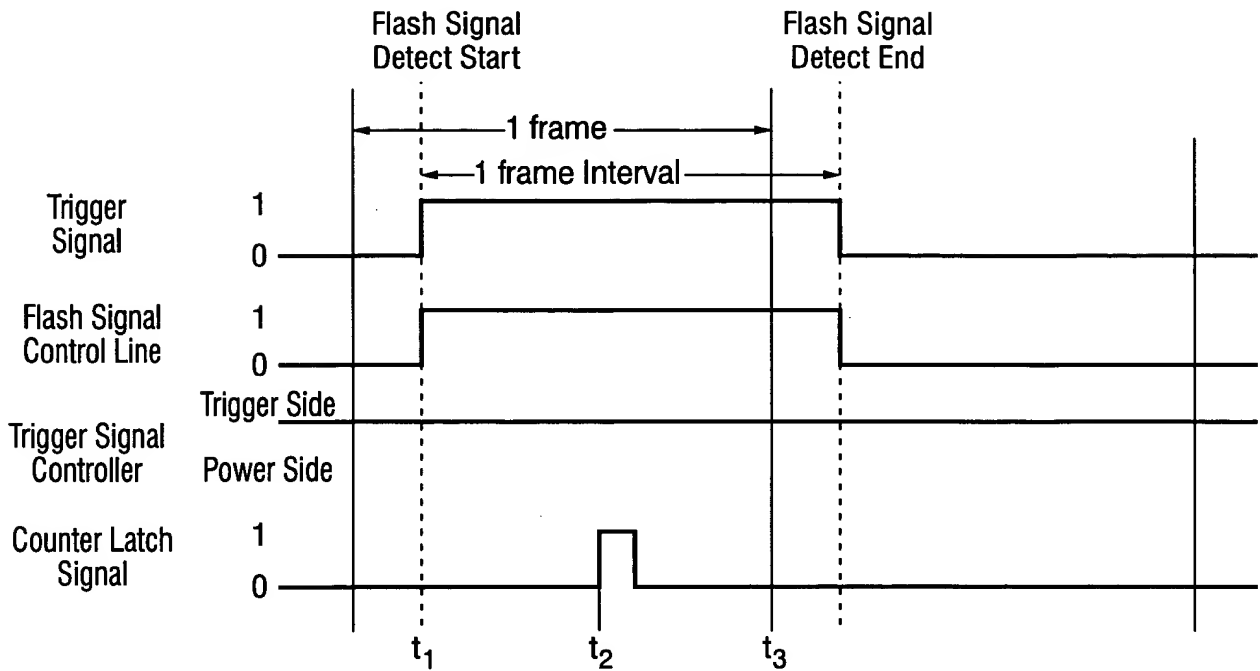 Flash Signal
Detect Start
Flash Signal
Detect End
1 frame
1 frame Interval
Trigger
Signal
1
0
Flash Signal
Control Line
1
0
Trigger Side
Trigger Signal
Controller
Power Side
Counter Latch
Signal
1
0
t1
t2
t3